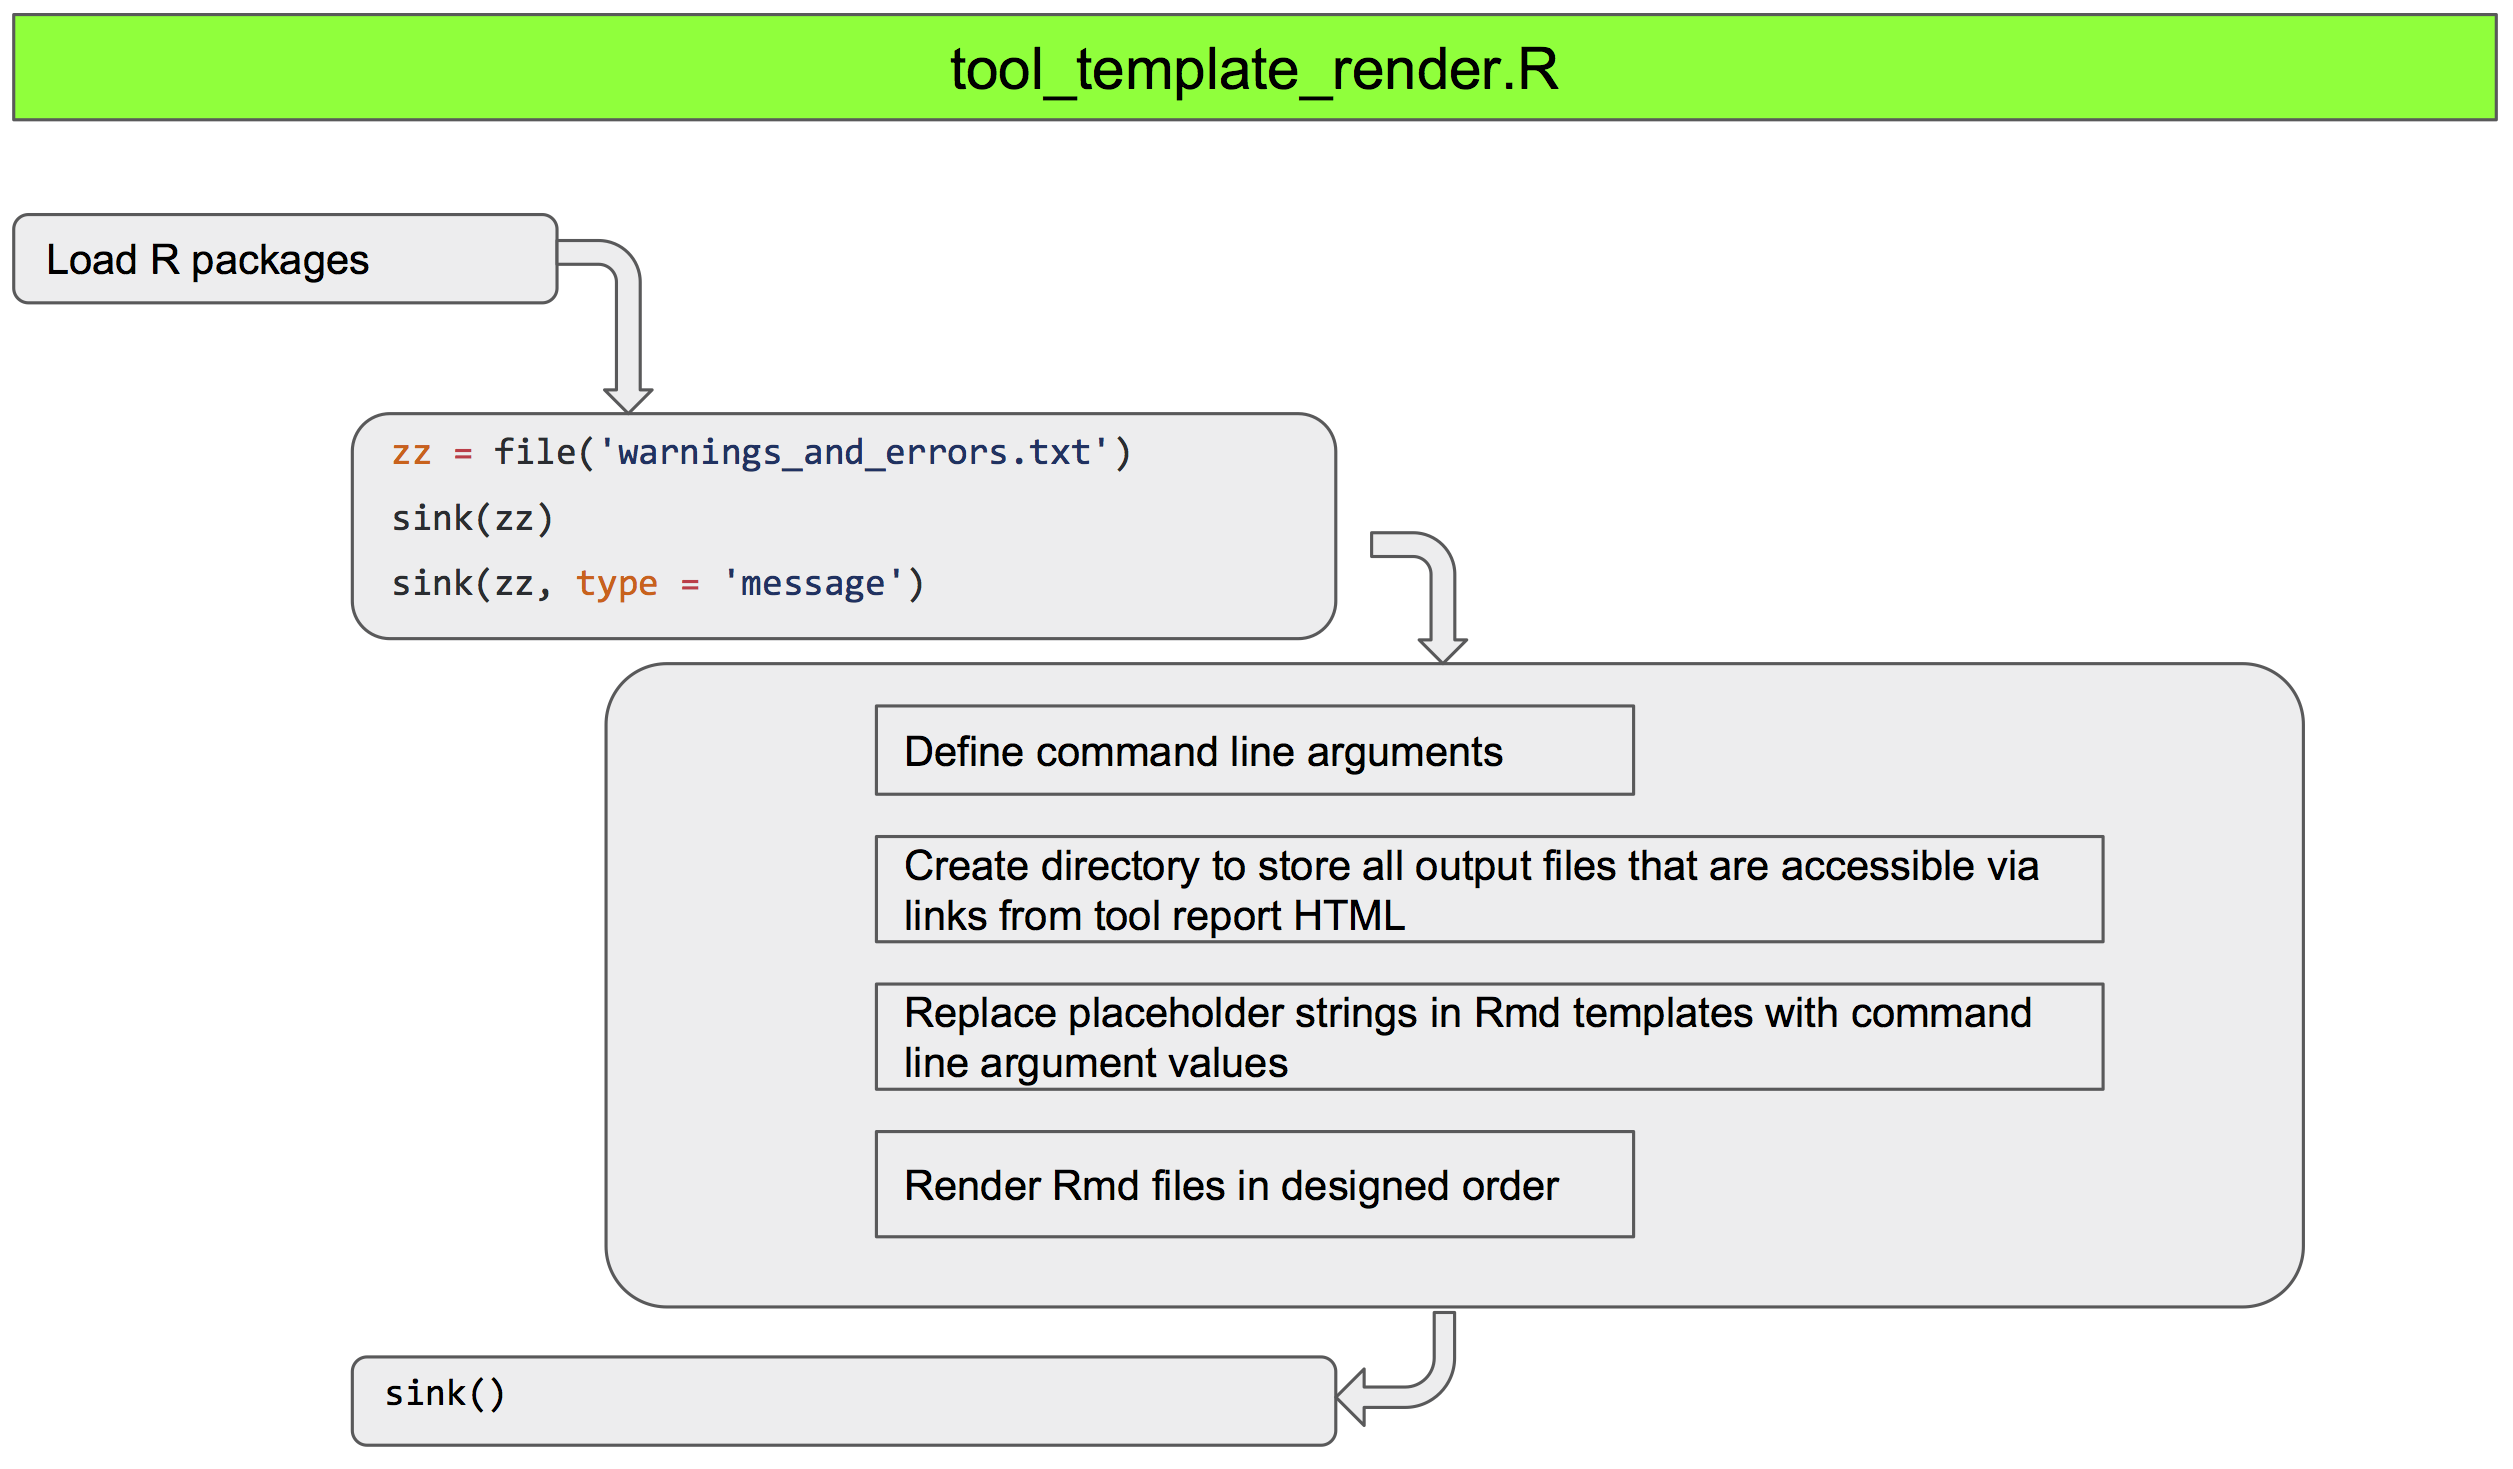 tool_template_render.R
Load R packages
zz = file('warnings_and_errors.txt')
sink(zz)
sink(zz, type = 'message')
Define command line arguments
Create directory to store all output files that are accessible via
links from tool report HTML
Replace placeholder strings in Rmd templates with command
line argument values
Render Rmd files in designed order
sink()